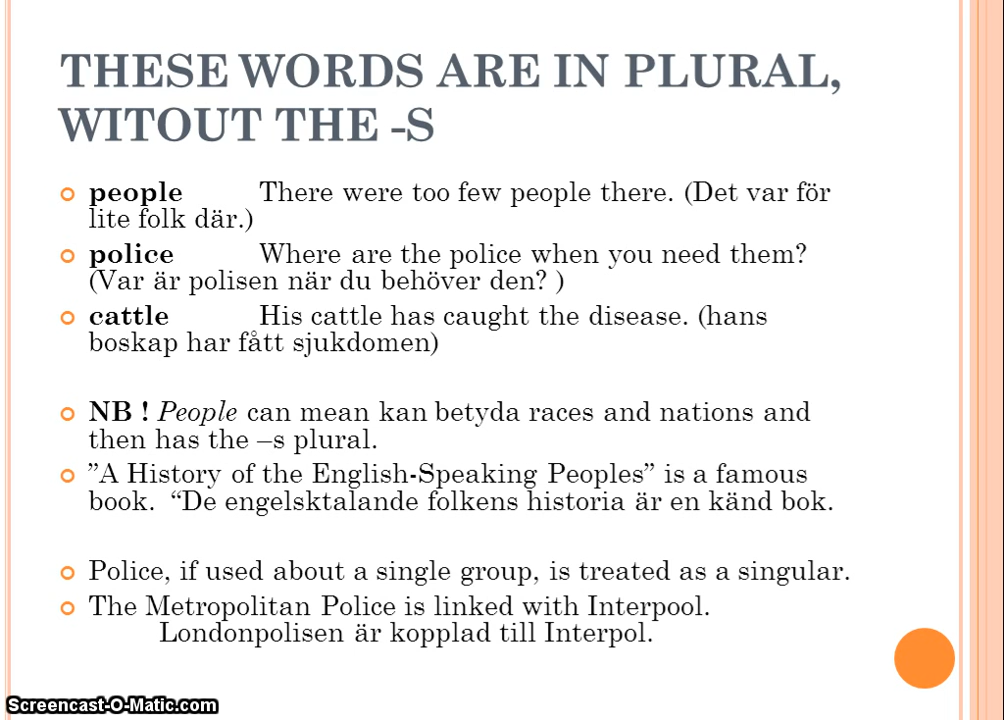 THESE WORDS ARE IN PLURAL,
WITOUT THE -S
people There were too few people there. (Det var för
lite folk där.)
police Where are the police when you need them?
(Var är polisen när du behöver den? )
cattle His cattle has caught the disease. (hans
boskap har fått sjukdomen)
NB ! People can mean kan betyda races and nations and
then has the –s plural.
”A History of the English-Speaking Peoples” is a famous
book. “De engelsktalande folkens historia är en känd bok.
Police, if used about a single group, is treated as a singular.
The Metropolitan Police is linked with Interpool.
Londonpolisen är kopplad till Interpol.
Screencast-O-Matic.com